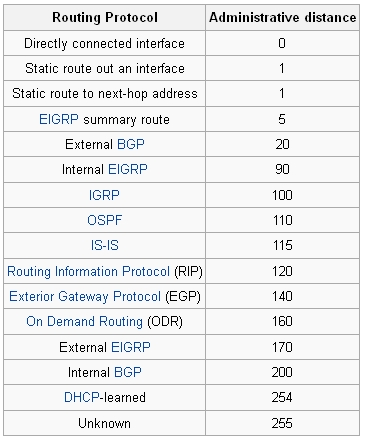 Routing Protocol Administrative distance
Directly connected interface 0
Static route out an interface 1
Static route to next-hop address 1
EIGRP summary route 5
External BGP 20
Internal EIGRP 90
IGRP 100
OSPF 110
IS-IS 115
Routing Information Protocol (RIP) 120
Exterior Gateway Protocol (EGP) 140
On Demand Routing (ODR) 160
External EIGRP 170
Internal BGP 200
DHCP-learned 254
Unknown 255